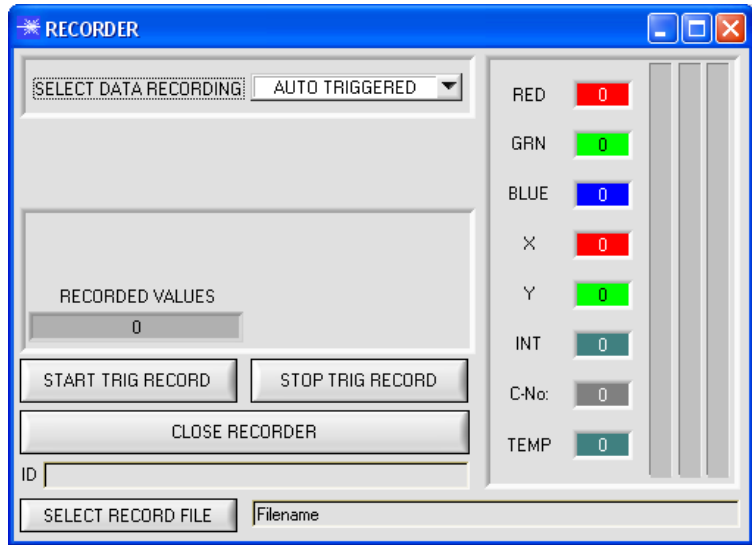 RECORDER
SELECT DATA RECORDING AUTO TRIGGERED
RECORDED VALUES
0
START TRIG RECORD STOP TRIG RECORD
CLOSE RECORDER
ID
SELECT RECORD FILE Filename
RED 0
GRN 0
BLUE 0
X 0
Y 0
INT 0
C-No: 0
TEMP 0